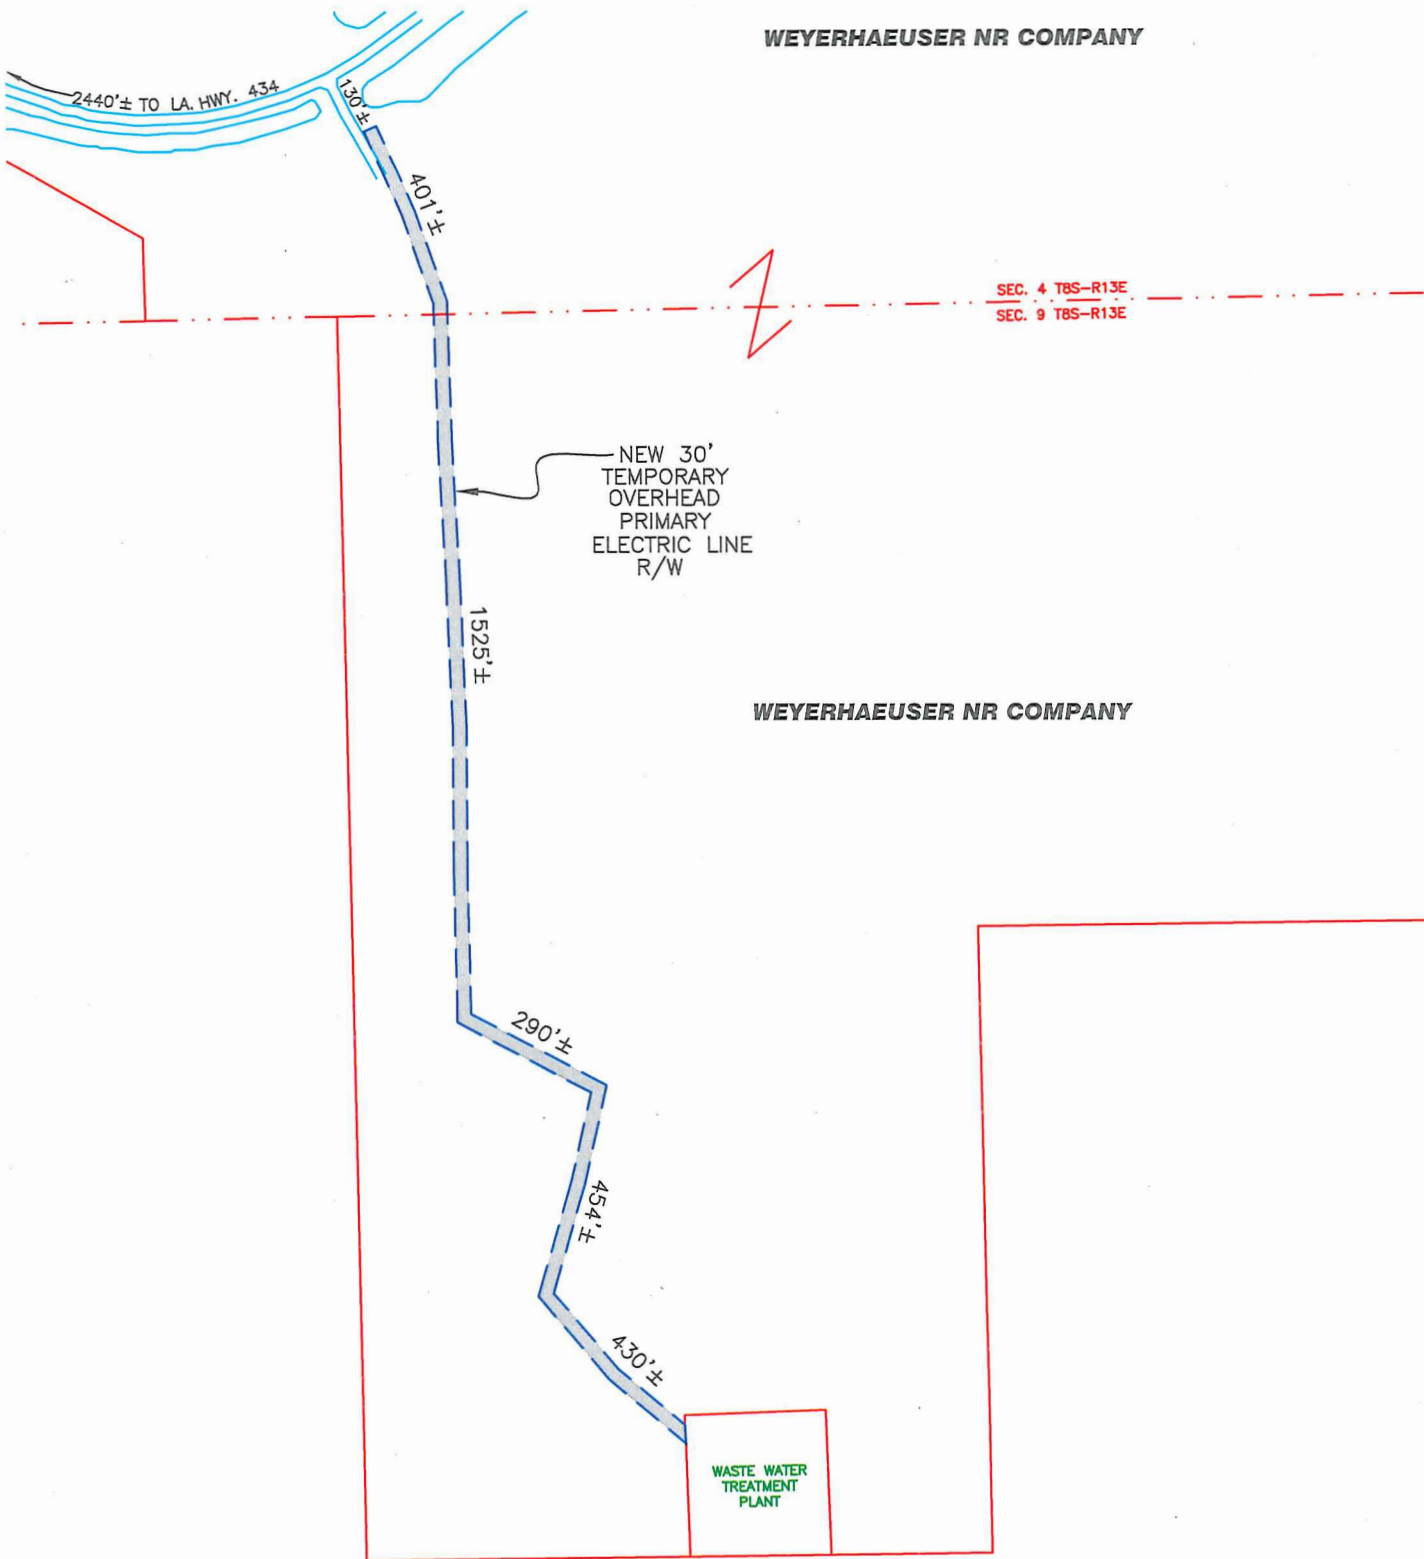 WEYERHAEUSER NR COMPANY
2440'± TO LA. HWY. 434
130'±
401'±
SEC. 4 T8S-R13E
SEC. 9 T8S-R13E
NEW 30'
TEMPORARY
OVERHEAD
PRIMARY
ELECTRIC LINE
R/W
1525'±
WEYERHAEUSER NR COMPANY
290'±
454'±
430'±
WASTE WATER
TREATMENT
PLANT